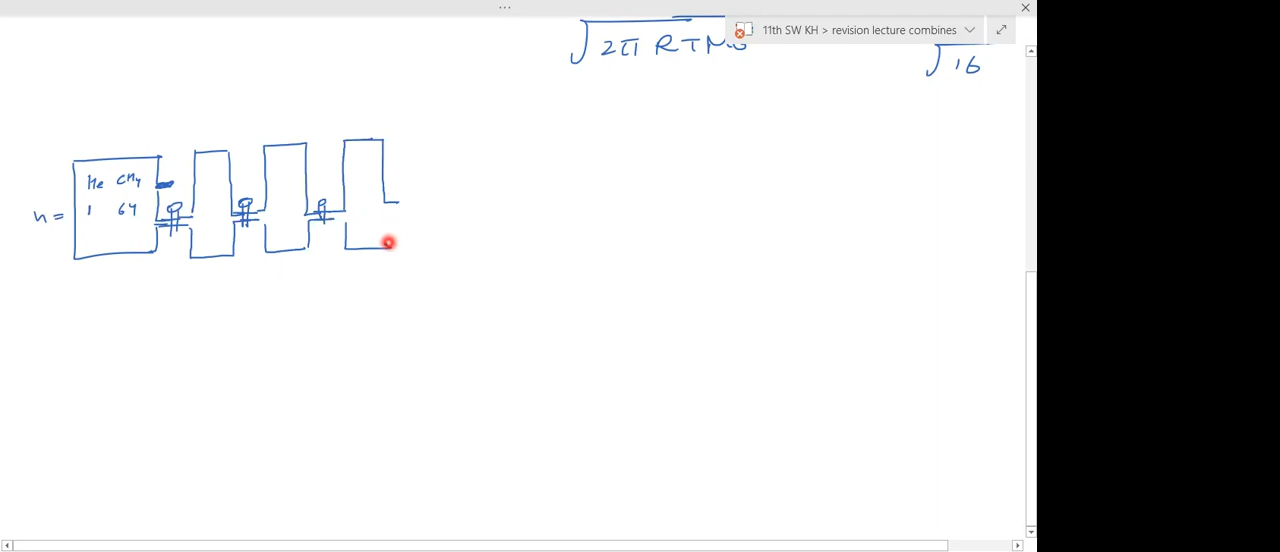 11th SW KH > revision lecture combines
√2π RTM
√16
He CH4
n = 1 64